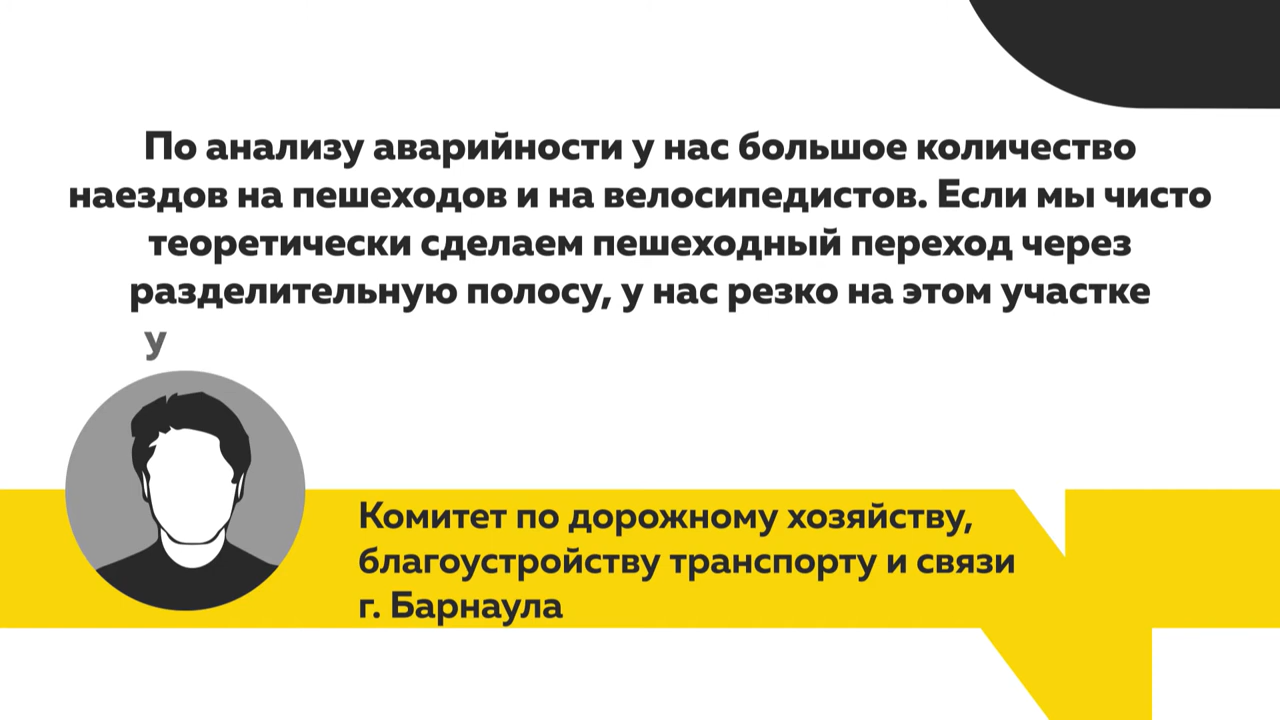 По анализу аварийности у нас большое количество
наездов на пешеходов и на велосипедистов. Если мы чисто
теоретически сделаем пешеходный переход через
разделительную полосу, у нас резко на этом участке
у
Комитет по дорожному хозяйству,
благоустройству транспорту и связи
г. Барнаула